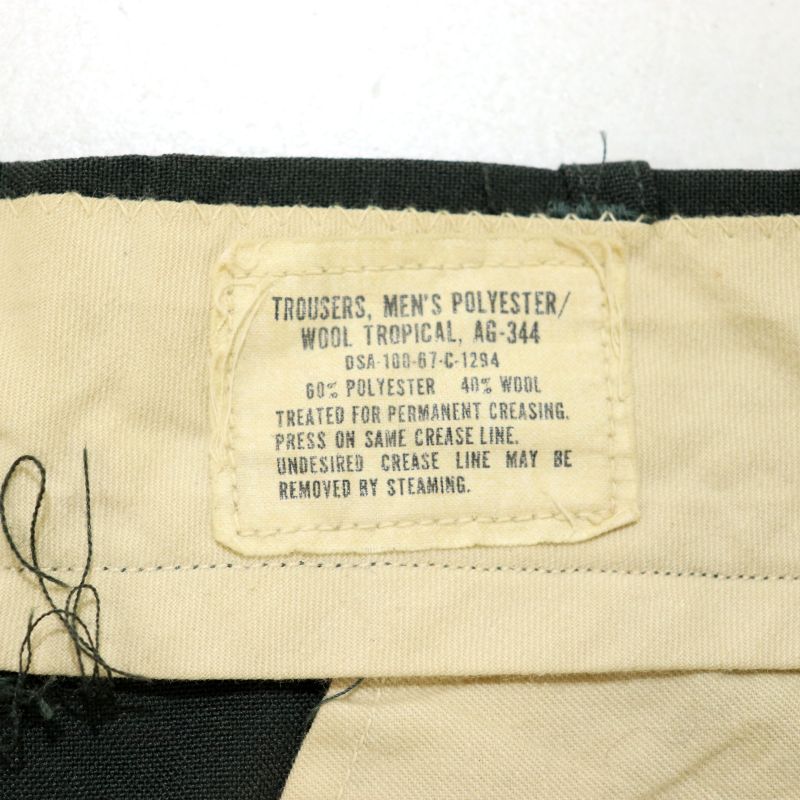 TROUSERS, MEN'S POLYESTER/
WOOL TROPICAL, AG-344
DSA-100-67-C-1294
60% POLYESTER 40% WOOL
TREATED FOR PERMANENT CREASING.
PRESS ON SAME CREASE LINE.
UNDESIRED CREASE LINE MAY BE
REMOVED BY STEAMING.